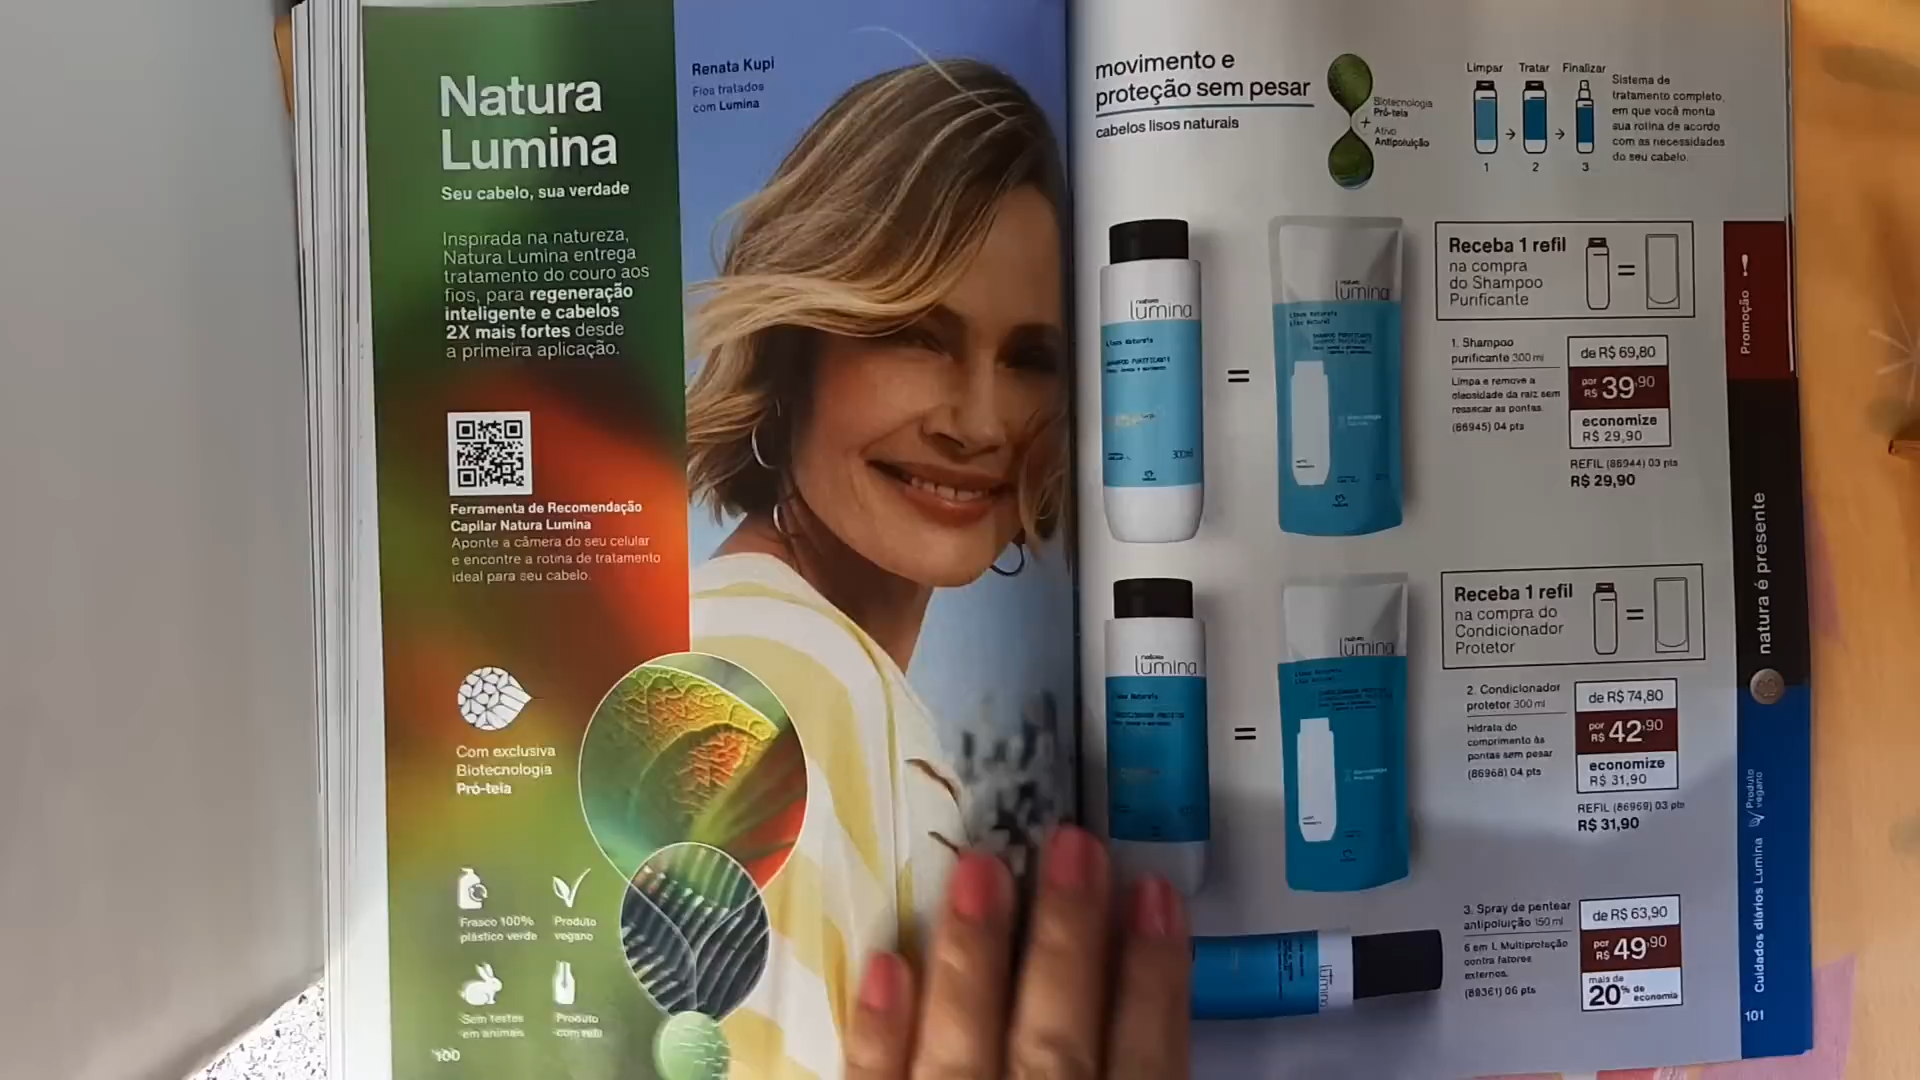 Natura
Lumina
Seu cabelo, sua verdade
Inspirada na natureza,
Natura Lumina entrega
tratamento do couro aos
fios, para regeneração
inteligente e cabelos
2X mais fortes desde
a primeira aplicação.
Ferramenta de Recomendação
Capilar Natura Lumina
Aponte a câmera do seu celular
e encontre a rotina de tratamento
ideal para seu cabelo.
Com exclusiva
Biotecnologia
Pró-teia
Frasco 100%
plástico verde
Produto
vegano
Sem testes
em animais
Produto
com refil
100
Renata Kupi
Fios tratados
com Lumina
movimento e
proteção sem pesar
cabelos lisos naturais
Biotecnologia
Pró-teia
+
Ativo
Antipoluição
Limpar Tratar Finalizar
1 2 3
Sistema de
tratamento completo,
em que você monta
sua rotina de acordo
com as necessidades
do seu cabelo.
natura
lumina
Lisos Naturais
SHAMPOO PURIFICANTE
300ml
natura
lumina
=
Receba 1 refil
na compra
do Shampoo
Purificante
=
1. Shampoo
purificante 300 ml
Limpa e remove a
oleosidade da raiz sem
ressecar as pontas.
(86945) 04 pts
de R$ 69,80
por R$ 39,90
economize
R$ 29,90
REFIL (86944) 03 pts
R$ 29,90
natura
lumina
natura
lumina
=
Receba 1 refil
na compra do
Condicionador
Protetor
=
2. Condicionador
protetor 300 ml
Hidrata do
comprimento às
pontas sem pesar
(86968) 04 pts
de R$ 74,80
por R$ 42,90
economize
R$ 31,90
REFIL (86969) 03 pts
R$ 31,90
lumina
3. Spray de pentear
antipoluição 150 ml
6 em 1. Multiproteção
contra fatores
externos.
(89361) 06 pts
de R$ 63,90
por R$ 49,90
mais de
20% de economia
Promoção !
natura é presente
Produto vegano
Cuidados diários Lumina
101